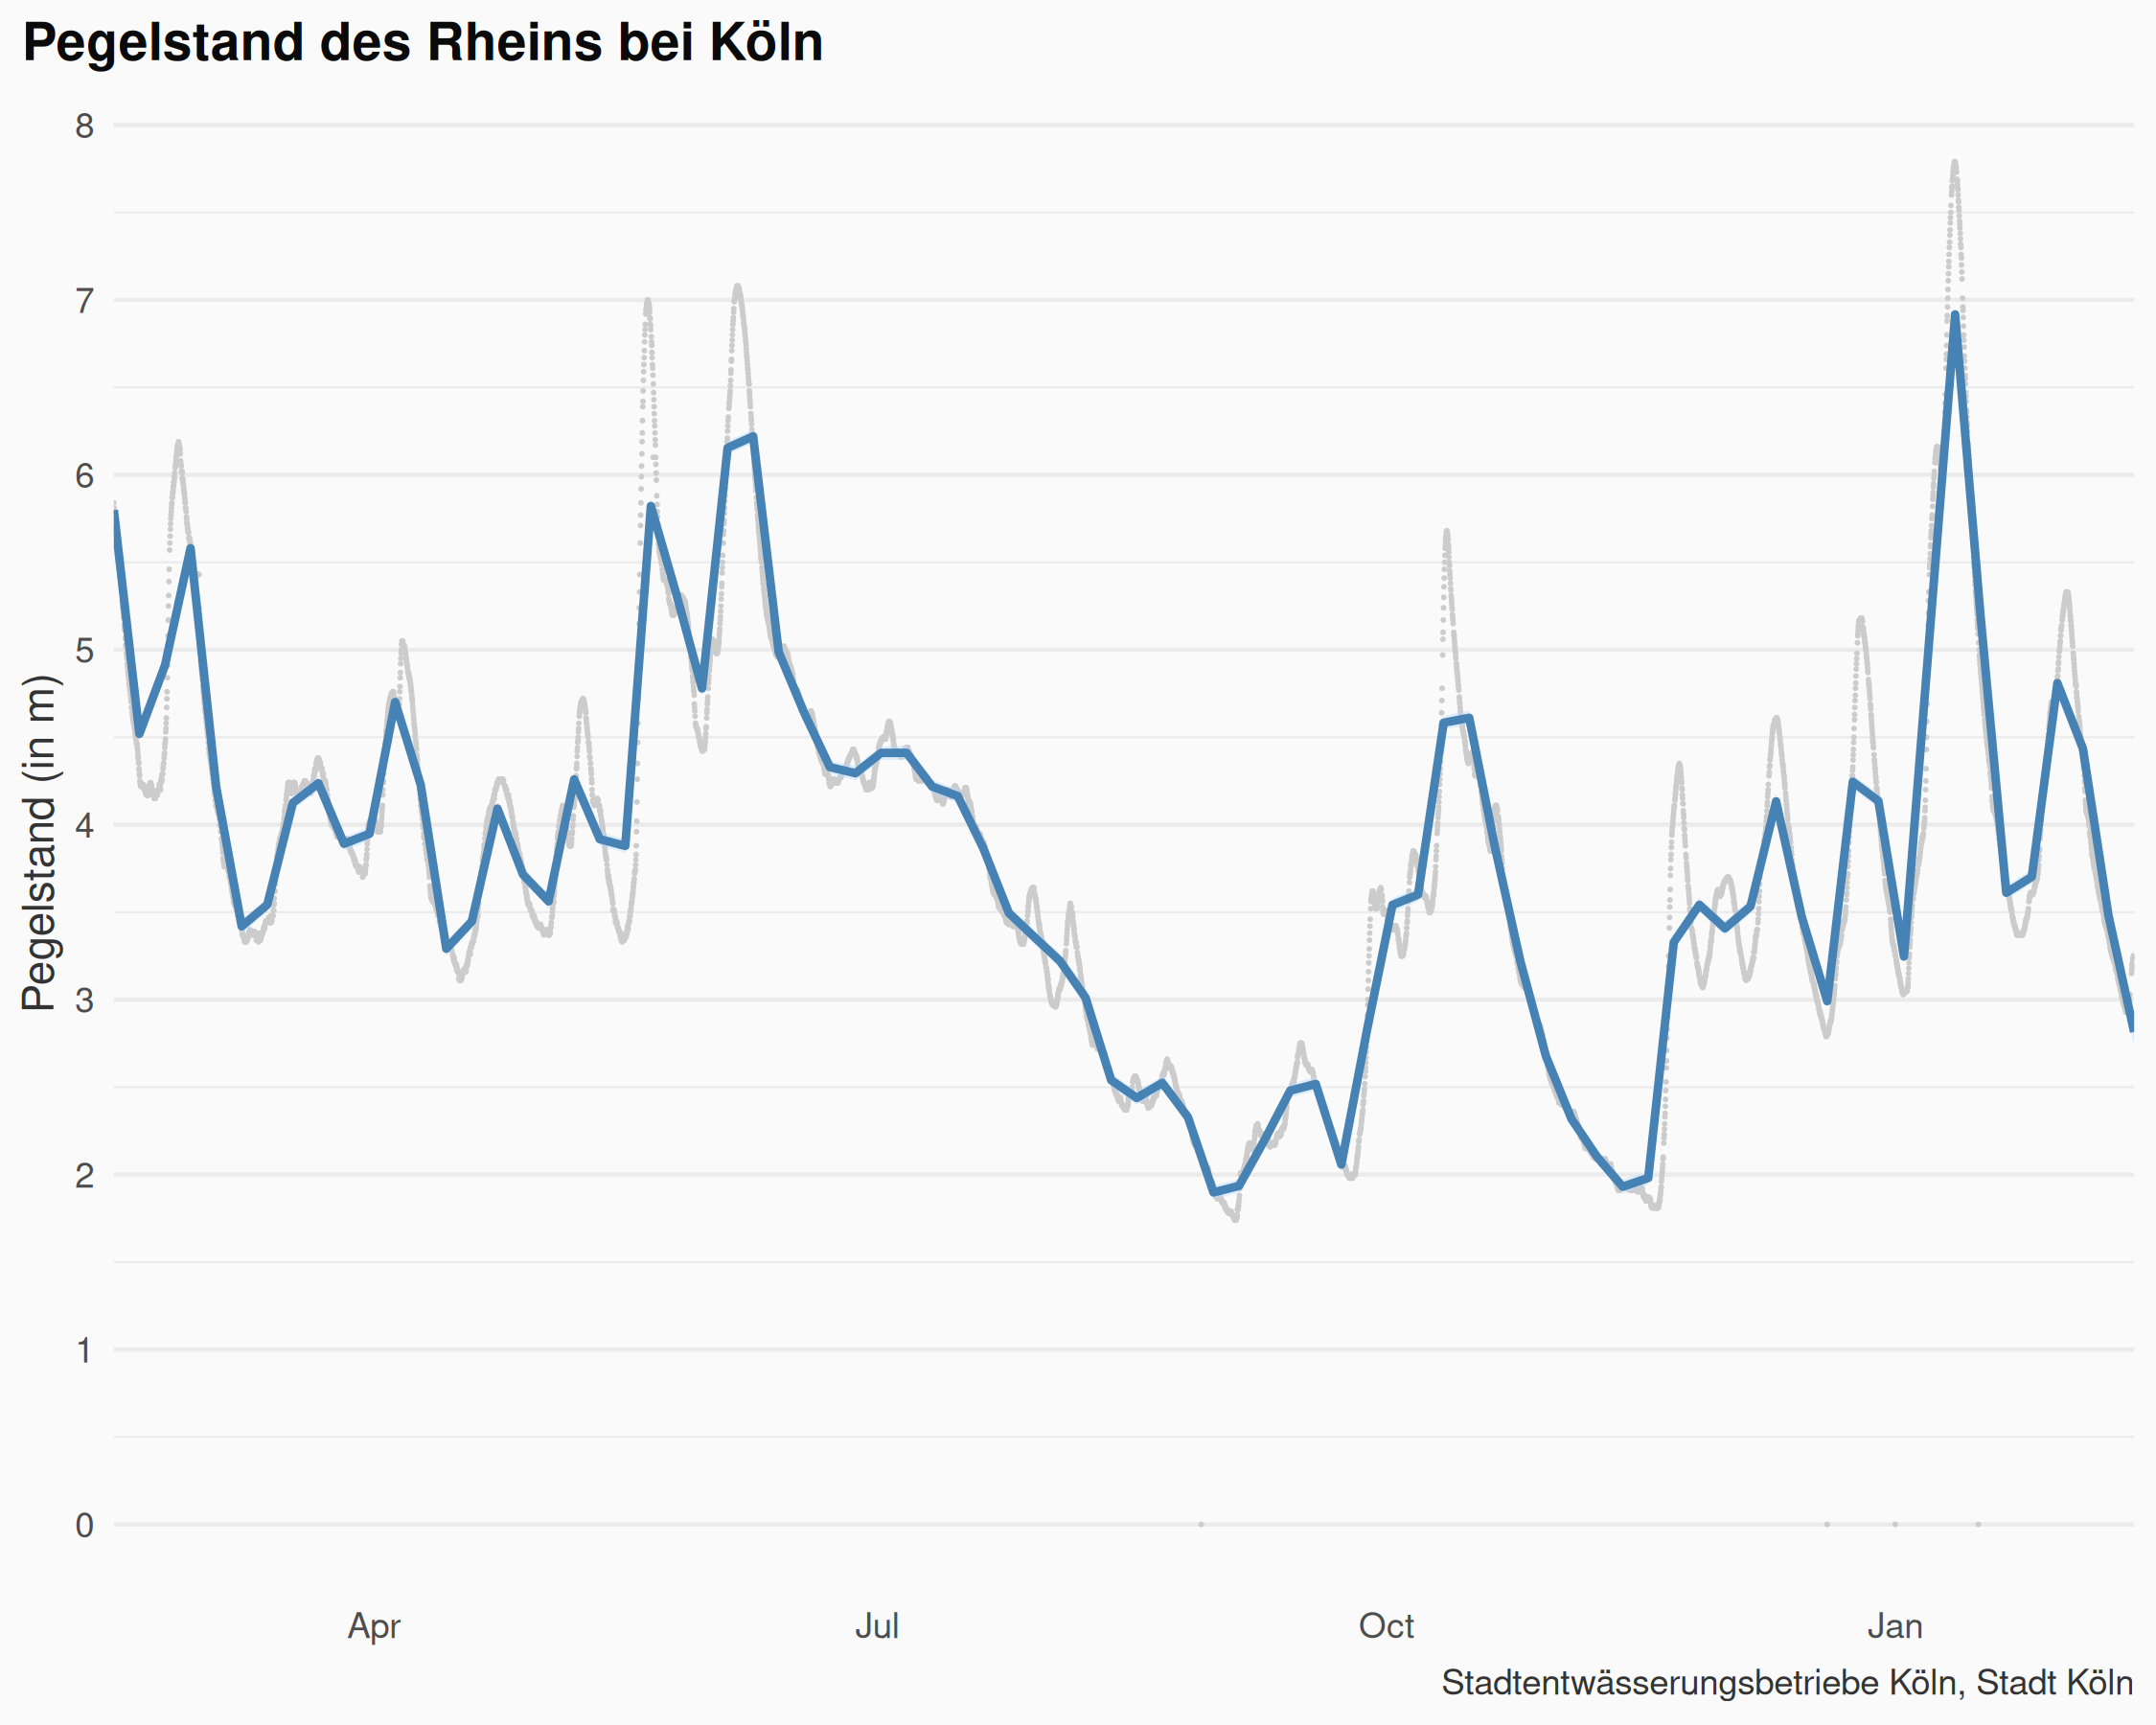 Pegelstand des Rheins bei Köln
Pegelstand (in m)
8
7
6
5
4
3
2
1
0
Apr Jul Oct Jan
Stadtentwässerungsbetriebe Köln, Stadt Köln